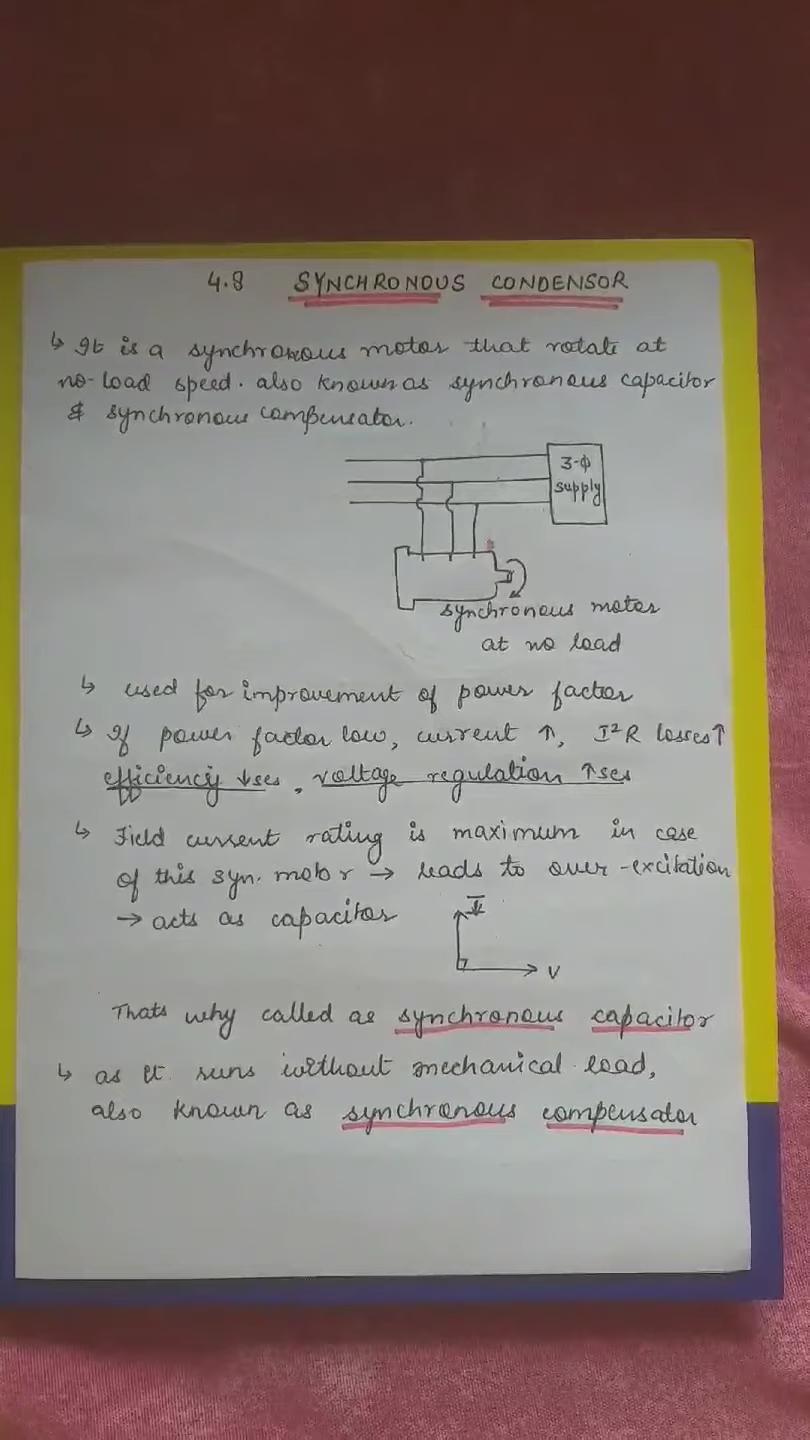 4.8 SYNCHRONOUS CONDENSOR
↳ It is a synchronous motor that rotate at
no-load speed. also known as synchronous capacitor
& synchronous compensator.
3-Φ
supply
synchronous motor
at no load
↳ used for improvement of power factor
↳ If power factor low, current ↑, I²R losses↑
efficiency ↓ses, voltage regulation ↑ses
↳ Field current rating is maximum in case
of this syn. motor → leads to over-excitation
→ acts as capacitor
V
Thats why called as synchronous capacitor
↳ as it runs without mechanical load,
also known as synchronous compensator